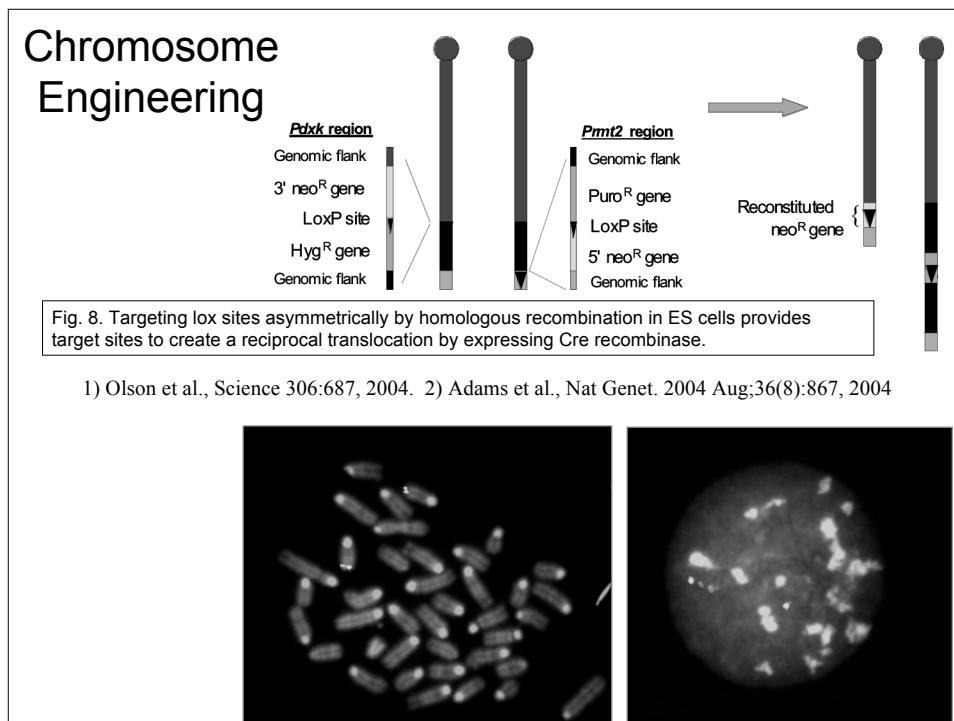 Chromosome
Engineering
Pdxk region
Genomic flank
3' neoR gene
LoxP site
HygR gene
Genomic flank
Prmt2 region
Genomic flank
PuroR gene
LoxP site
5' neoR gene
Genomic flank
Reconstituted
neoR gene
{
Fig. 8. Targeting lox sites asymmetrically by homologous recombination in ES cells provides
target sites to create a reciprocal translocation by expressing Cre recombinase.
1) Olson et al., Science 306:687, 2004. 2) Adams et al., Nat Genet. 2004 Aug;36(8):867, 2004